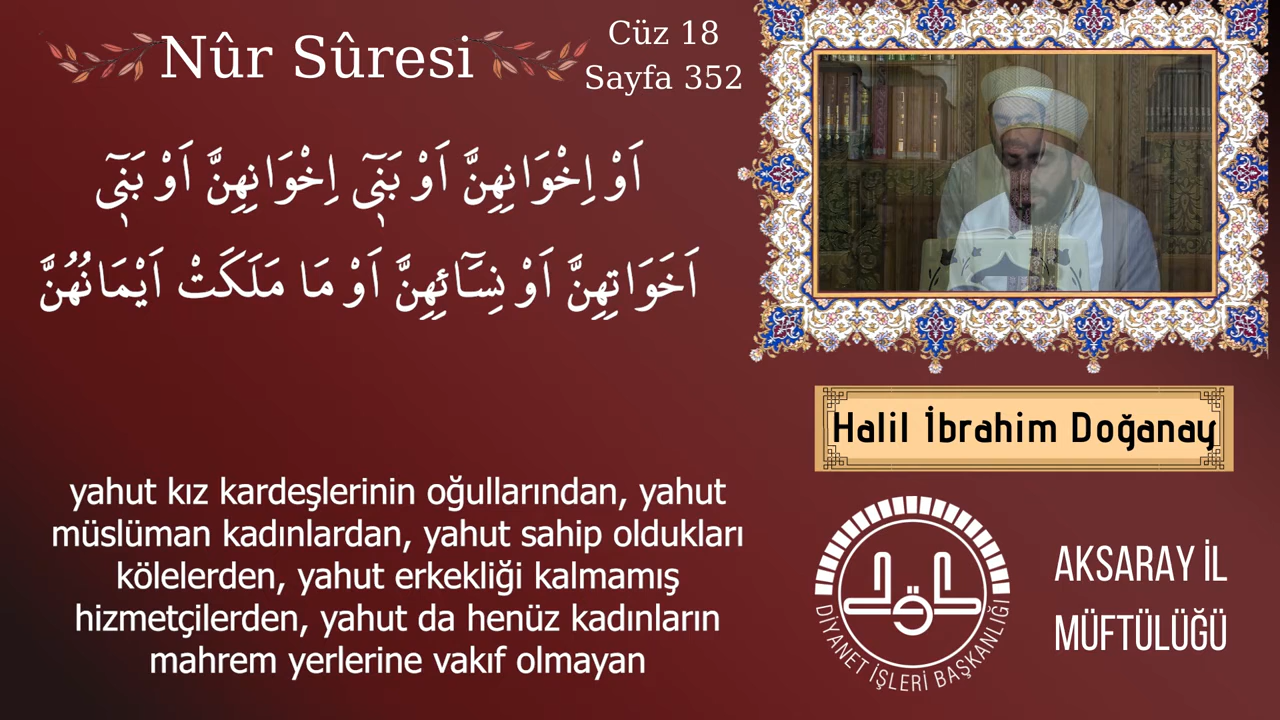 Nûr Sûresi
Cüz 18
Sayfa 352
اَوْ اِخْوَانِهِنَّ اَوْ بَنٖٓى اِخْوَانِهِنَّ اَوْ بَنٖٓى
اَخَوَاتِهِنَّ اَوْ نِسَٓائِهِنَّ اَوْ مَا مَلَكَتْ اَيْمَانُهُنَّ
yahut kız kardeşlerinin oğullarından, yahut
müslüman kadınlardan, yahut sahip oldukları
kölelerden, yahut erkekliği kalmamış
hizmetçilerden, yahut da henüz kadınların
mahrem yerlerine vakıf olmayan
Halil İbrahim Doğanay
DİYANET İŞLERİ BAŞKANLIĞI
AKSARAY İL
MÜFTÜLÜĞÜ